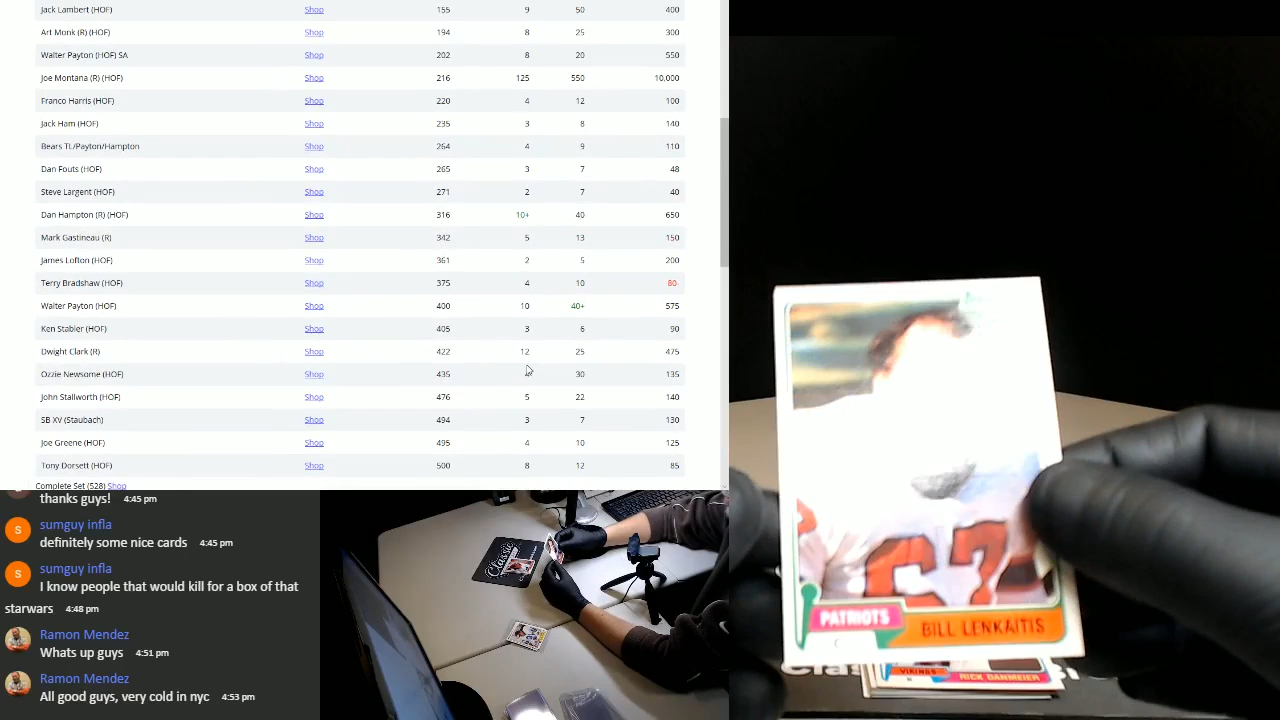 Jack Lambert (HOF) Shop 155 9 50 400
Art Monk (R) (HOF) Shop 194 8 25 300
Walter Payton (HOF) SA Shop 202 8 20 550
Joe Montana (R) (HOF) Shop 216 125 550 10,000
Franco Harris (HOF) Shop 220 4 12 100
Jack Ham (HOF) Shop 235 3 8 140
Bears TL/Payton/Hampton Shop 264 4 9 110
Dan Fouts (HOF) Shop 265 3 7 48
Steve Largent (HOF) Shop 271 2 7 40
Dan Hampton (R) (HOF) Shop 316 10+ 40 650
Mark Gastineau (R) Shop 342 5 13 150
James Lofton (HOF) Shop 361 2 5 200
Terry Bradshaw (HOF) Shop 375 4 10 80-
Walter Payton (HOF) Shop 400 10 40+ 575
Ken Stabler (HOF) Shop 405 3 6 90
Dwight Clark (R) Shop 422 12 25 475
Ozzie Newsome (HOF) Shop 435 30 135
John Stallworth (HOF) Shop 476 5 22 140
SB XV (Staubach) Shop 494 3 7 130
Joe Greene (HOF) Shop 495 4 10 125
Tony Dorsett (HOF) Shop 500 8 12 85
Complete Set (528) Shop
thanks guys! 4:45 pm
S sumguy infla
definitely some nice cards 4:45 pm
S sumguy infla
I know people that would kill for a box of that
starwars 4:48 pm
Ramon Mendez
Whats up guys 4:51 pm
Ramon Mendez
All good guys, very cold in nyc 4:53 pm
Classic
67
PATRIOTS BILL LENKAITIS
VIKINGS RICK DANMEIER